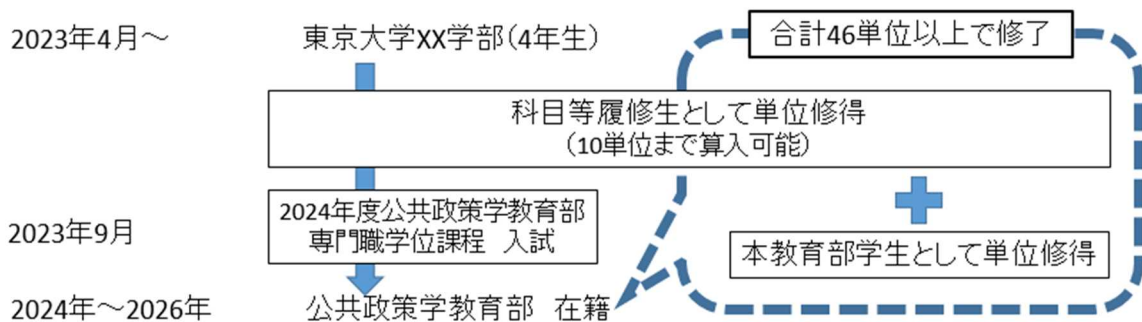 2023年4月～
東京大学XX学部(4年生)
合計46単位以上で修了
科目等履修生として単位修得
(10単位まで算入可能)
2023年9月
2024年度公共政策学教育部
専門職学位課程 入試
本教育部学生として単位修得
2024年～2026年
公共政策学教育部 在籍